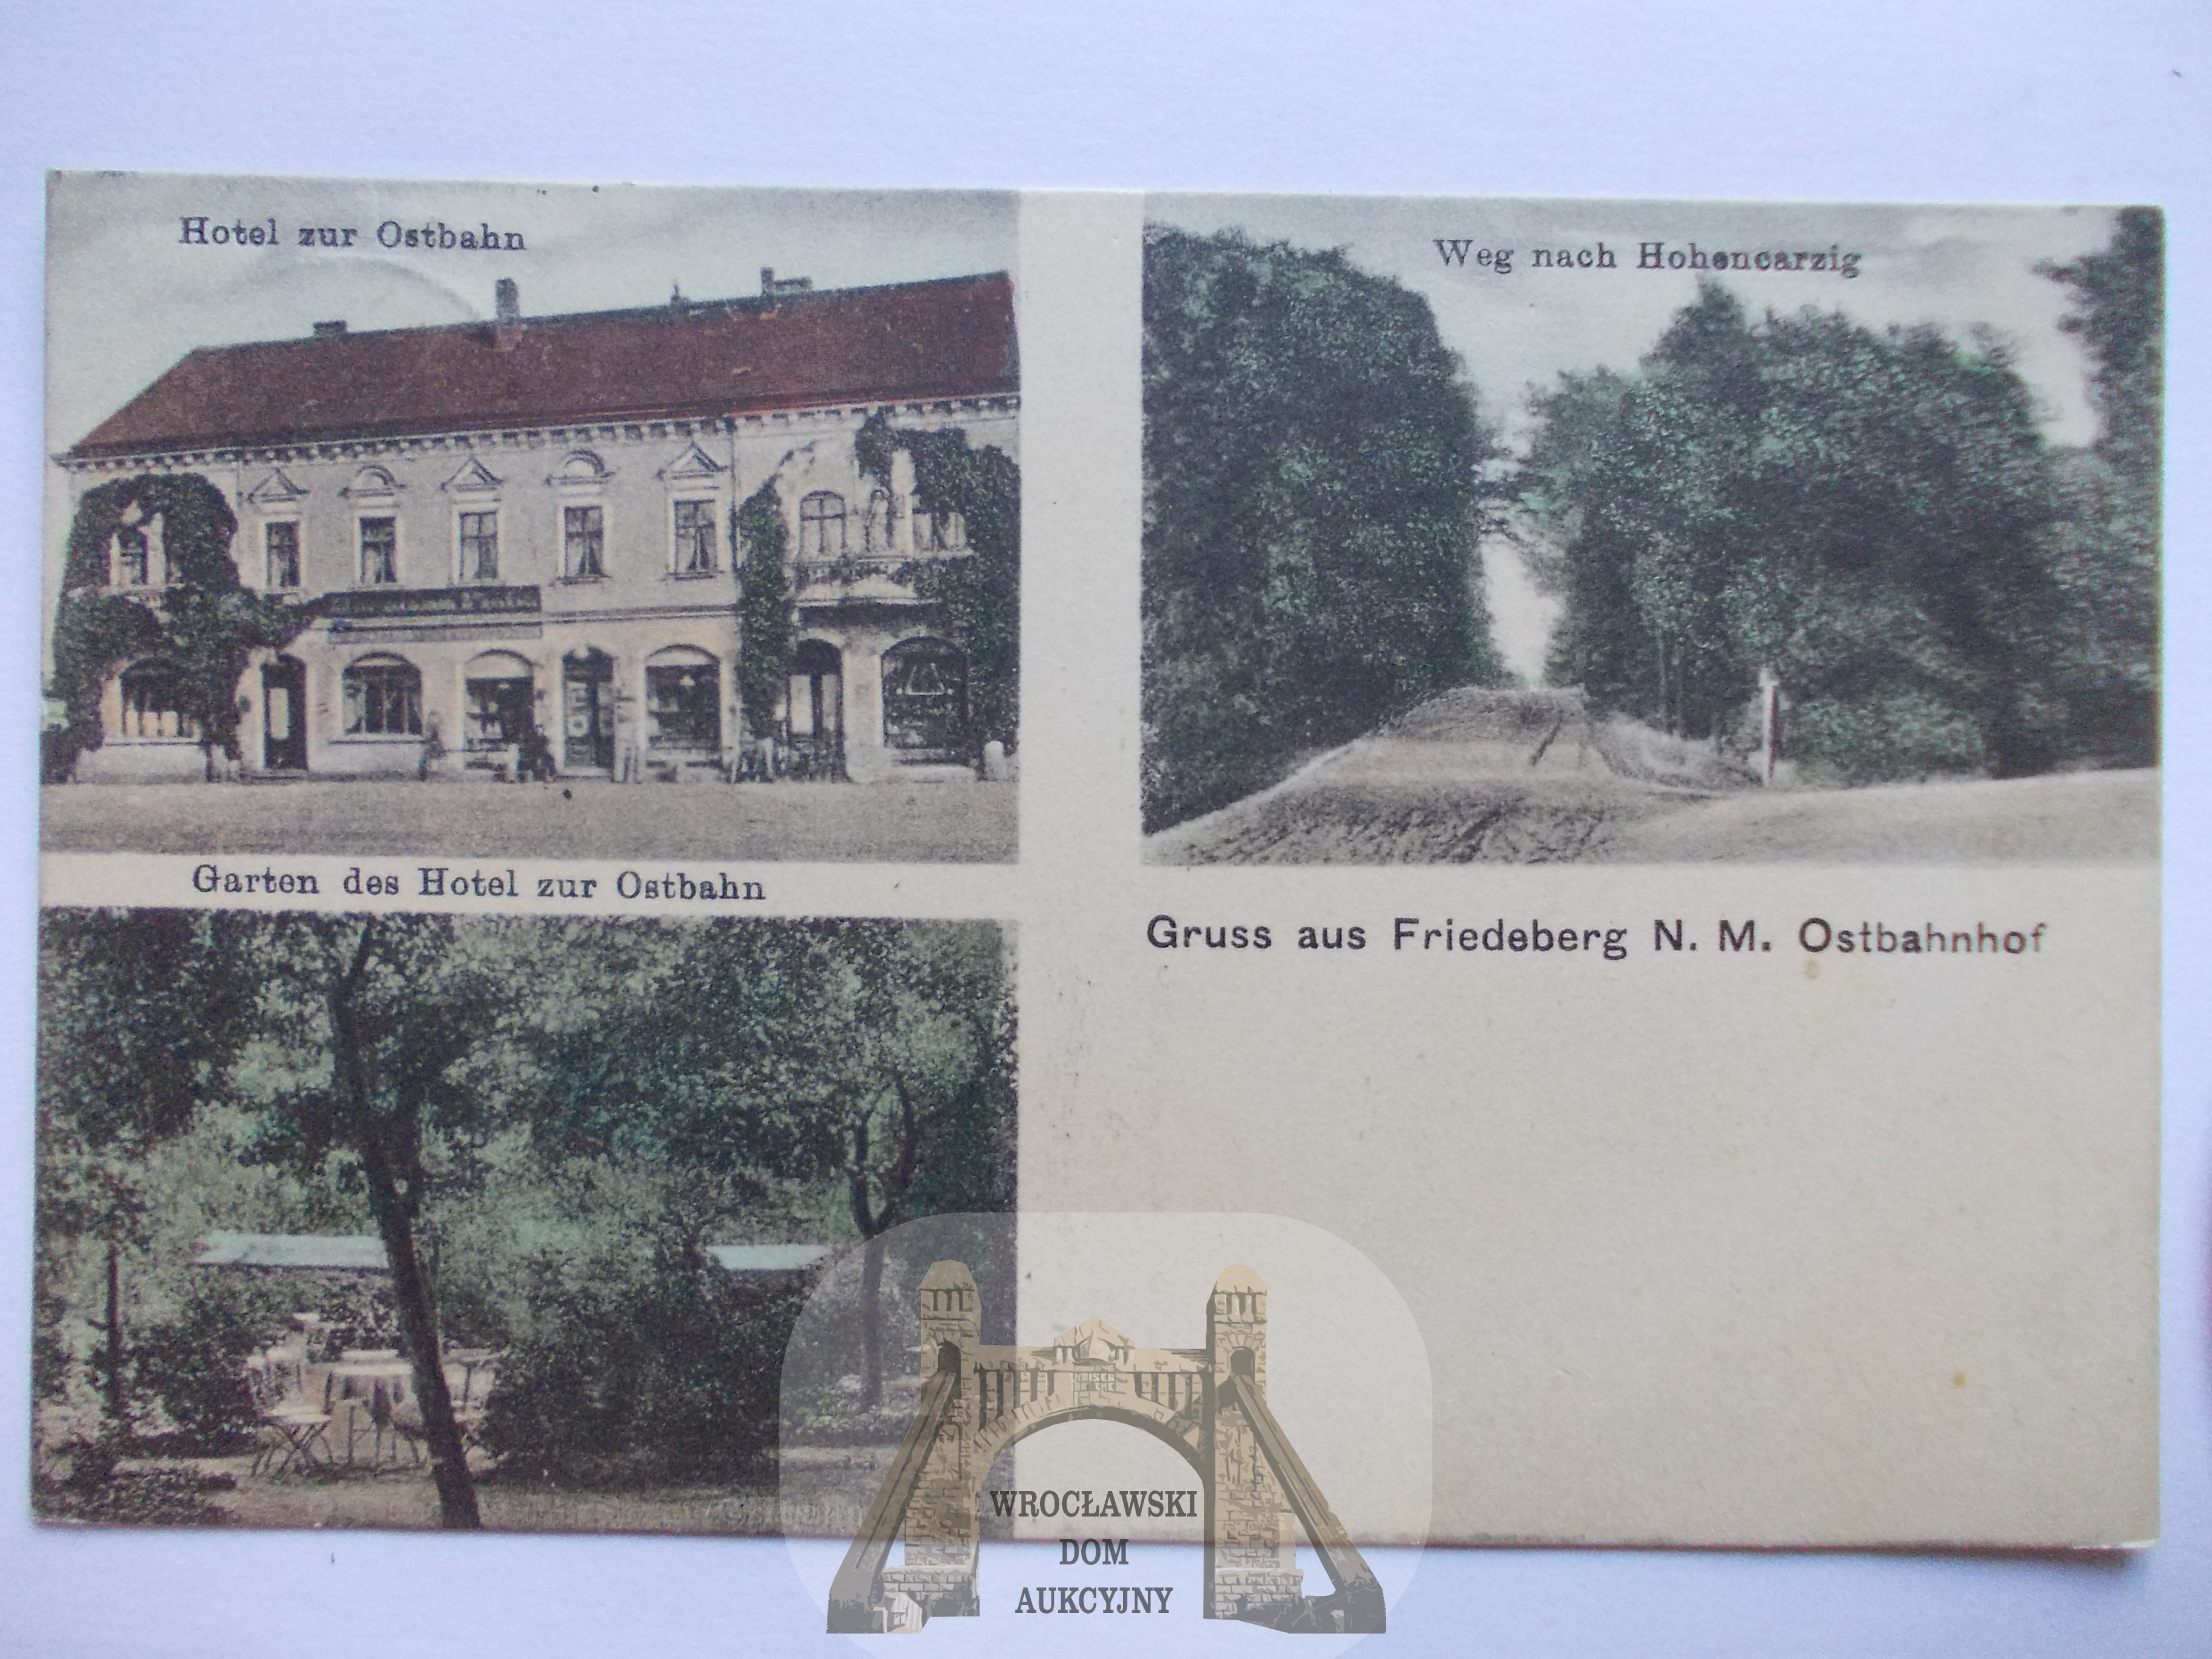 Hotel zur Ostbahn
Weg nach Hohencarzig
Garten des Hotel zur Ostbahn
Gruss aus Friedeberg N. M. Ostbahnhof
WROCŁAWSKI
DOM
AUKCYJNY